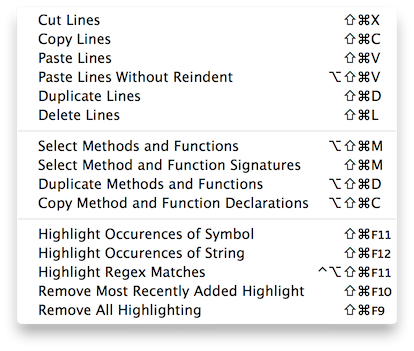 Cut Lines ⇧⌘X
Copy Lines ⇧⌘C
Paste Lines ⇧⌘V
Paste Lines Without Reindent ⌥⇧⌘V
Duplicate Lines ⇧⌘D
Delete Lines ⇧⌘L
Select Methods and Functions ⌥⇧⌘M
Select Method and Function Signatures ⇧⌘M
Duplicate Methods and Functions ⌥⇧⌘D
Copy Method and Function Declarations ⌥⇧⌘C
Highlight Occurences of Symbol ⇧⌘F11
Highlight Occurences of String ⇧⌘F12
Highlight Regex Matches ^⌥⇧⌘F11
Remove Most Recently Added Highlight ⇧⌘F10
Remove All Highlighting ⇧⌘F9